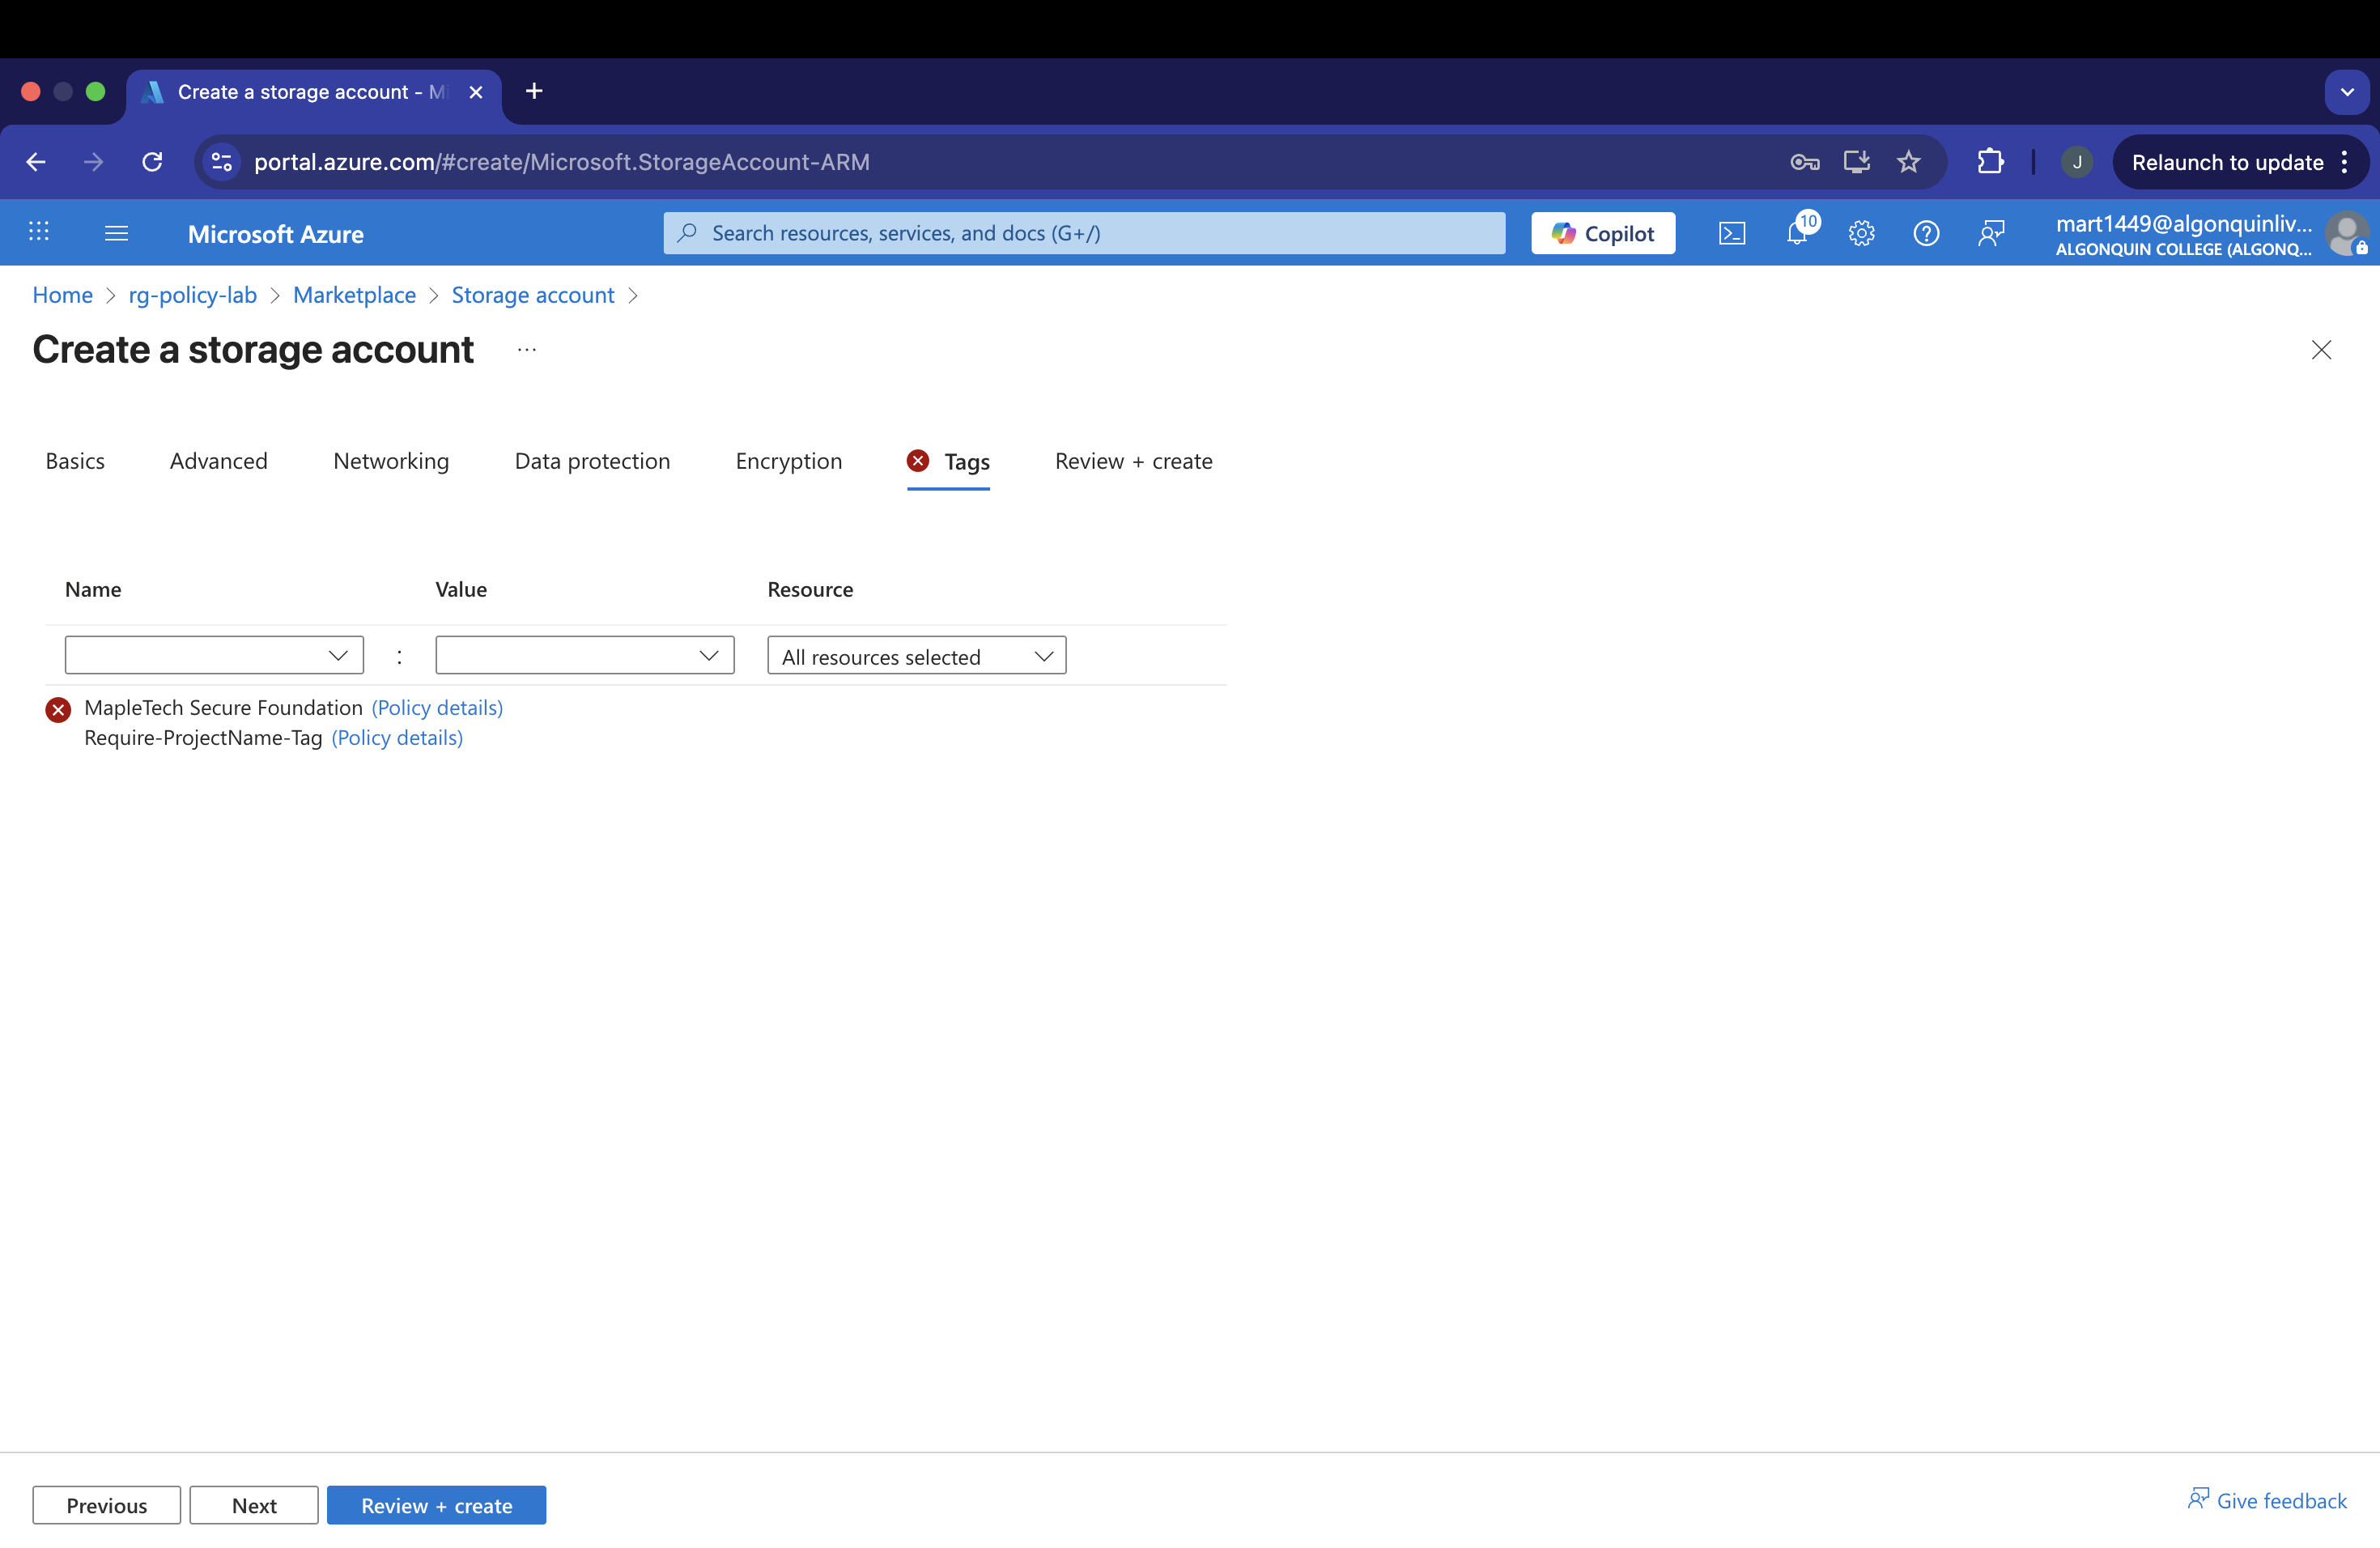 Create a storage account - M
portal.azure.com/#create/Microsoft.StorageAccount-ARM
J
Relaunch to update
Microsoft Azure
Search resources, services, and docs (G+/)
Copilot
10
mart1449@algonquinliv...
ALGONQUIN COLLEGE (ALGONQ...
Home > rg-policy-lab > Marketplace > Storage account >
Create a storage account ...
Basics Advanced Networking Data protection Encryption Tags Review + create
Name Value Resource
: All resources selected
MapleTech Secure Foundation (Policy details)
Require-ProjectName-Tag (Policy details)
Previous Next Review + create
Give feedback